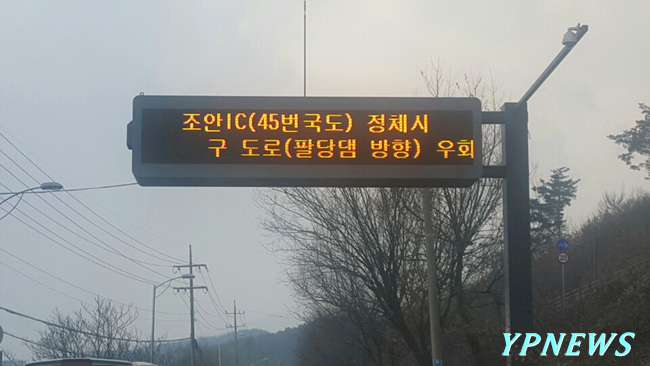 조안IC(45번국도) 정체시
구 도로(팔당댐 방향) 우회
YPNEWS